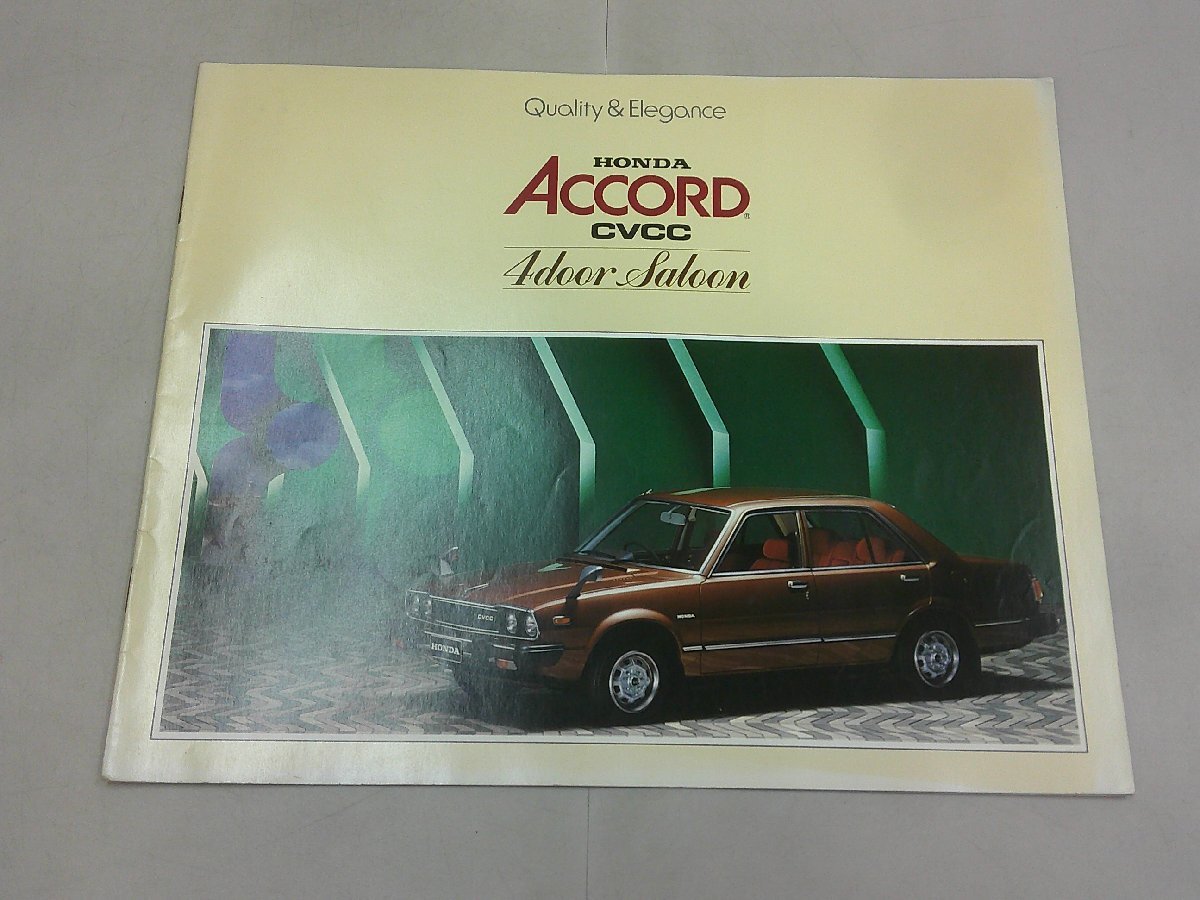 Quality & Elegance
HONDA
ACCORD®
CVCC
4door Saloon
CVCC
HONDA
HONDA